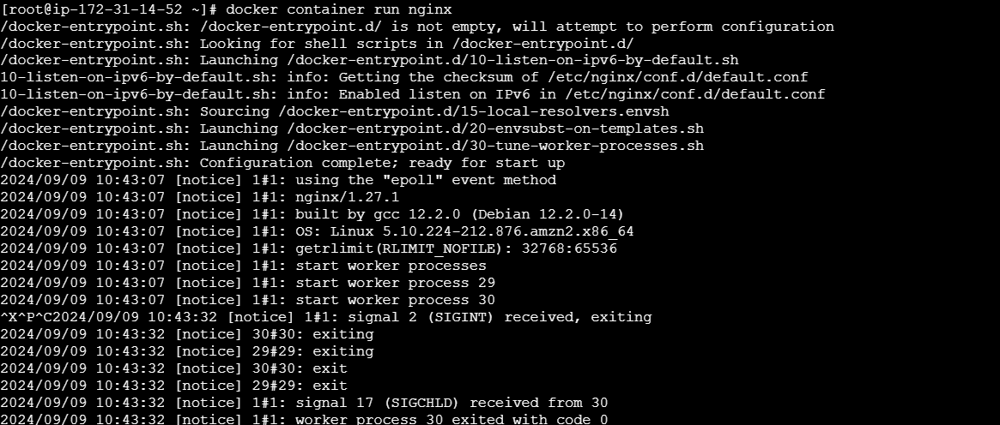 [root@ip-172-31-14-52 ~]# docker container run nginx
/docker-entrypoint.sh: /docker-entrypoint.d/ is not empty, will attempt to perform configuration
/docker-entrypoint.sh: Looking for shell scripts in /docker-entrypoint.d/
/docker-entrypoint.sh: Launching /docker-entrypoint.d/10-listen-on-ipv6-by-default.sh
10-listen-on-ipv6-by-default.sh: info: Getting the checksum of /etc/nginx/conf.d/default.conf
10-listen-on-ipv6-by-default.sh: info: Enabled listen on IPv6 in /etc/nginx/conf.d/default.conf
/docker-entrypoint.sh: Sourcing /docker-entrypoint.d/15-local-resolvers.envsh
/docker-entrypoint.sh: Launching /docker-entrypoint.d/20-envsubst-on-templates.sh
/docker-entrypoint.sh: Launching /docker-entrypoint.d/30-tune-worker-processes.sh
/docker-entrypoint.sh: Configuration complete; ready for start up
2024/09/09 10:43:07 [notice] 1#1: using the "epoll" event method
2024/09/09 10:43:07 [notice] 1#1: nginx/1.27.1
2024/09/09 10:43:07 [notice] 1#1: built by gcc 12.2.0 (Debian 12.2.0-14)
2024/09/09 10:43:07 [notice] 1#1: OS: Linux 5.10.224-212.876.amzn2.x86_64
2024/09/09 10:43:07 [notice] 1#1: getrlimit(RLIMIT_NOFILE): 32768:65536
2024/09/09 10:43:07 [notice] 1#1: start worker processes
2024/09/09 10:43:07 [notice] 1#1: start worker process 29
2024/09/09 10:43:07 [notice] 1#1: start worker process 30
^X^P^C2024/09/09 10:43:32 [notice] 1#1: signal 2 (SIGINT) received, exiting
2024/09/09 10:43:32 [notice] 30#30: exiting
2024/09/09 10:43:32 [notice] 29#29: exiting
2024/09/09 10:43:32 [notice] 30#30: exit
2024/09/09 10:43:32 [notice] 29#29: exit
2024/09/09 10:43:32 [notice] 1#1: signal 17 (SIGCHLD) received from 30
2024/09/09 10:43:32 [notice] 1#1: worker process 30 exited with code 0